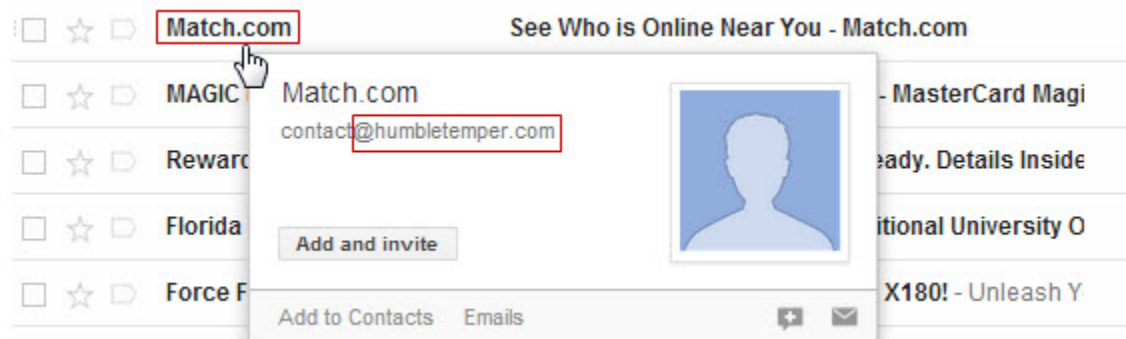 Match.com See Who is Online Near You - Match.com
MAGIC - MasterCard Magi
Match.com
contact@humbletemper.com
Reward eady. Details Inside
Florida itional University O
Add and invite
Force F X180! - Unleash Y
Add to Contacts Emails